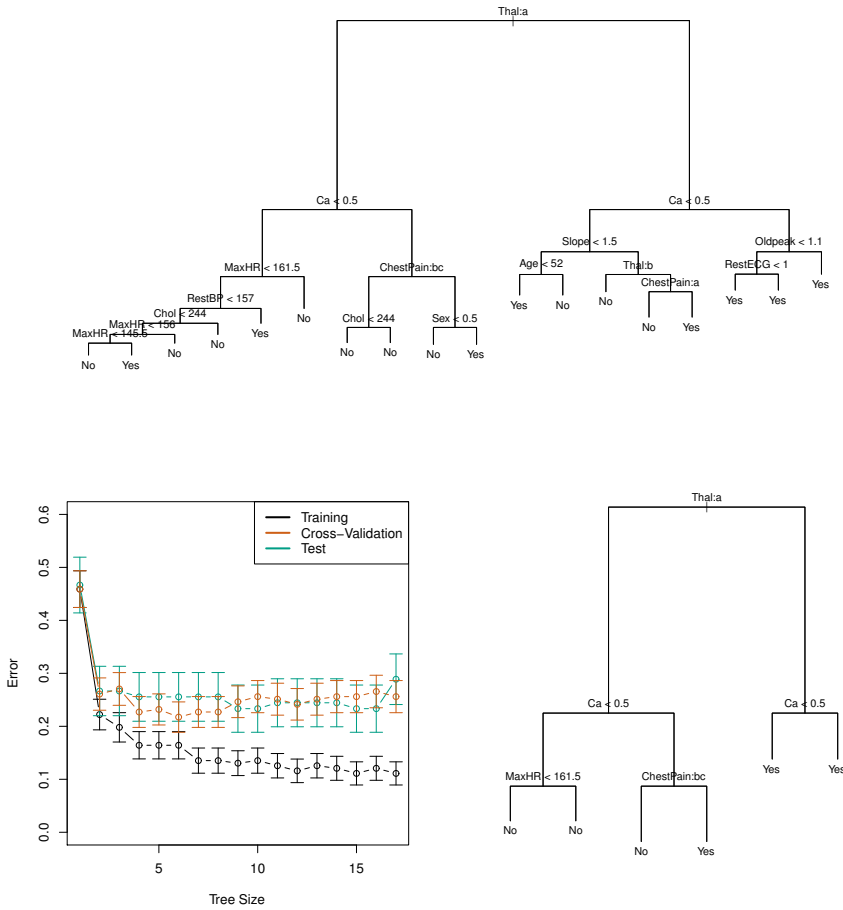 Thal:a
Ca < 0.5
Ca < 0.5
Slope < 1.5
Oldpeak < 1.1
MaxHR < 161.5
ChestPain:bc
Age < 52
Thal:b
RestECG < 1
ChestPain:a
RestBP < 157
Chol < 244
MaxHR < 156
MaxHR < 145.5
Chol < 244
Sex < 0.5
No
Yes
No
No
Yes
No
No
No
No
Yes
Yes
No
No
No
Yes
Yes
Yes
Yes
Training
Cross−Validation
Test
0.6
0.5
0.4
0.3
0.2
0.1
0.0
Error
5
10
15
Tree Size
Thal:a
Ca < 0.5
Ca < 0.5
MaxHR < 161.5
ChestPain:bc
Yes
Yes
No
No
No
Yes